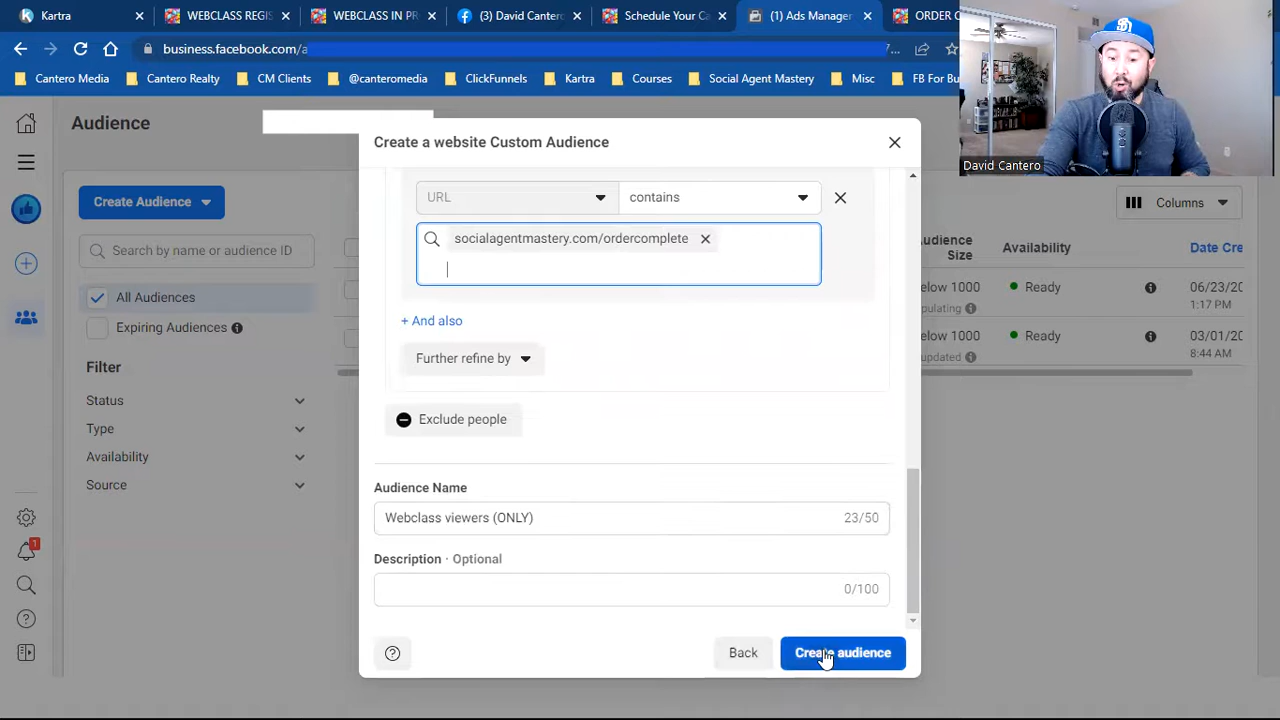 Kartra
WEBCLASS REGIS
WEBCLASS IN PR
(3) David Cantero
Schedule Your Ca
(1) Ads Manager
ORDER C
business.facebook.com/a
7...
Cantero Media
Cantero Realty
CM Clients
@canteromedia
ClickFunnels
Kartra
Courses
Social Agent Mastery
Misc
FB For Bu
David Cantero
Audience
Create Audience
Search by name or audience ID
All Audiences
Expiring Audiences
Filter
Status
Type
Availability
Source
1
Create a website Custom Audience
URL
contains
socialagentmastery.com/ordercomplete
+ And also
Further refine by
Exclude people
Audience Name
Webclass viewers (ONLY)
23/50
Description · Optional
0/100
Back
Create audience
Columns
udience
Size
Availability
Date Cre
elow 1000
Ready
06/23/20
pulating
1:17 PM
elow 1000
Ready
03/01/20
updated
8:44 AM